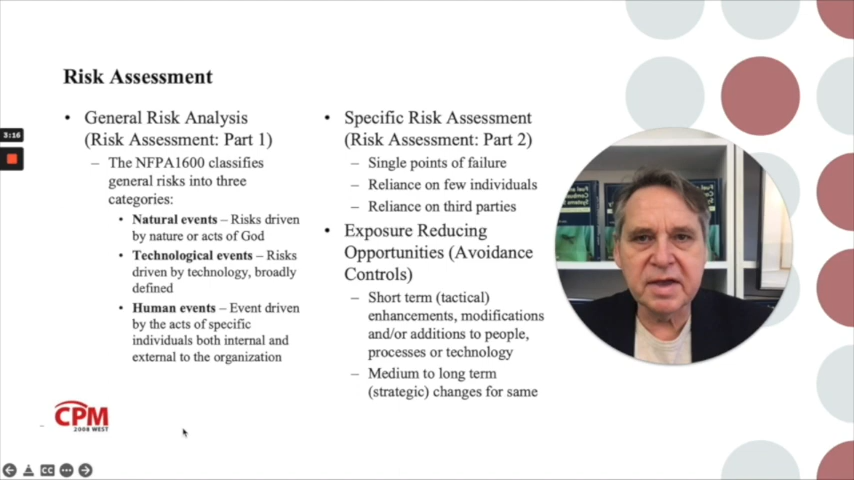 Risk Assessment
• General Risk Analysis
(Risk Assessment: Part 1)
– The NFPA1600 classifies
general risks into three
categories:
• Natural events – Risks driven
by nature or acts of God
• Technological events – Risks
driven by technology, broadly
defined
• Human events – Event driven
by the acts of specific
individuals both internal and
external to the organization
• Specific Risk Assessment
(Risk Assessment: Part 2)
– Single points of failure
– Reliance on few individuals
– Reliance on third parties
• Exposure Reducing
Opportunities (Avoidance
Controls)
– Short term (tactical)
enhancements, modifications
and/or additions to people,
processes or technology
– Medium to long term
(strategic) changes for same
3:16
CPM
2008 WEST
CC